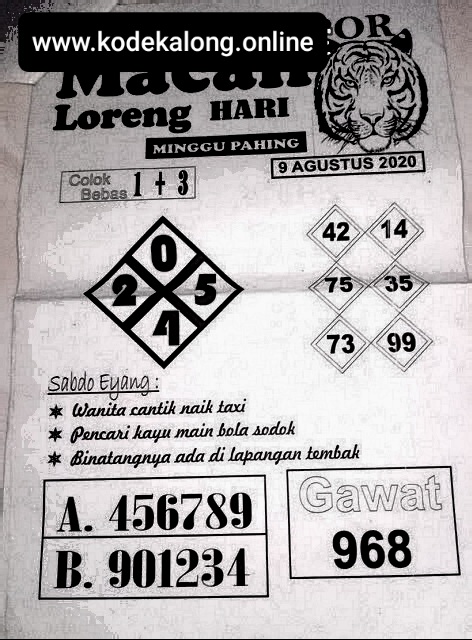 www.kodekalong.online
OR
Macan
Loreng HARI
MINGGU PAHING
9 AGUSTUS 2020
Colok Bebas 1 + 3
0
2 5
4
42 14
75 35
73 99
Sabdo Eyang :
Wanita cantik naik taxi
Pencari kayu main bola sodok
Binatangnya ada di lapangan tembak
A. 456789
B. 901234
Gawat
968